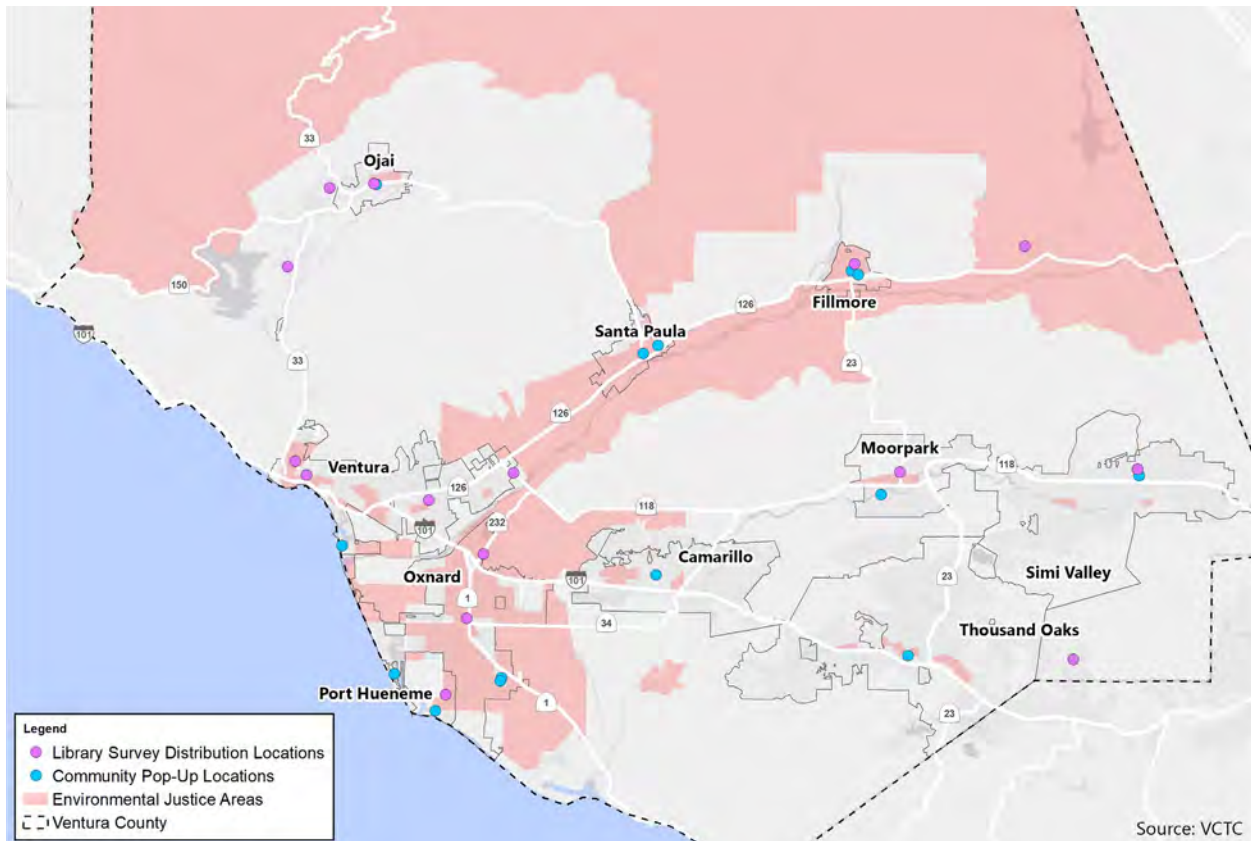 33
Ojai
150
126
Fillmore
Santa Paula
101
33
23
126
Moorpark
118
Ventura
126
118
232
101
Camarillo
Oxnard
101
23
Simi Valley
1
34
Thousand Oaks
Port Hueneme
1
23
Legend
Library Survey Distribution Locations
Community Pop-Up Locations
Environmental Justice Areas
Ventura County
Source: VCTC